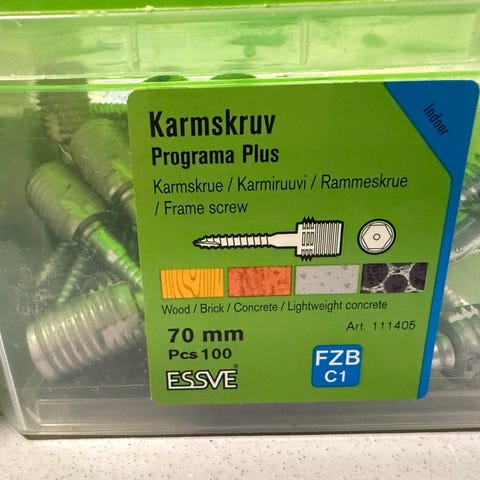 Indoor
Karmskruv
Programa Plus
Karmskrue / Karmiruuvi / Rammeskrue
/ Frame screw
Wood / Brick / Concrete / Lightweight concrete
70 mm
Art. 111405
Pcs 100
ESSVE
FZB
C1